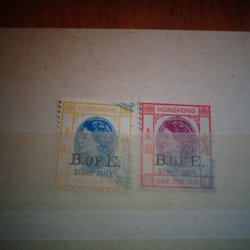 HONGKONG
B. OF E.
STAMP DUTY
HONGKONG
B. OF E.
STAMP DUTY
ONE DOLLAR